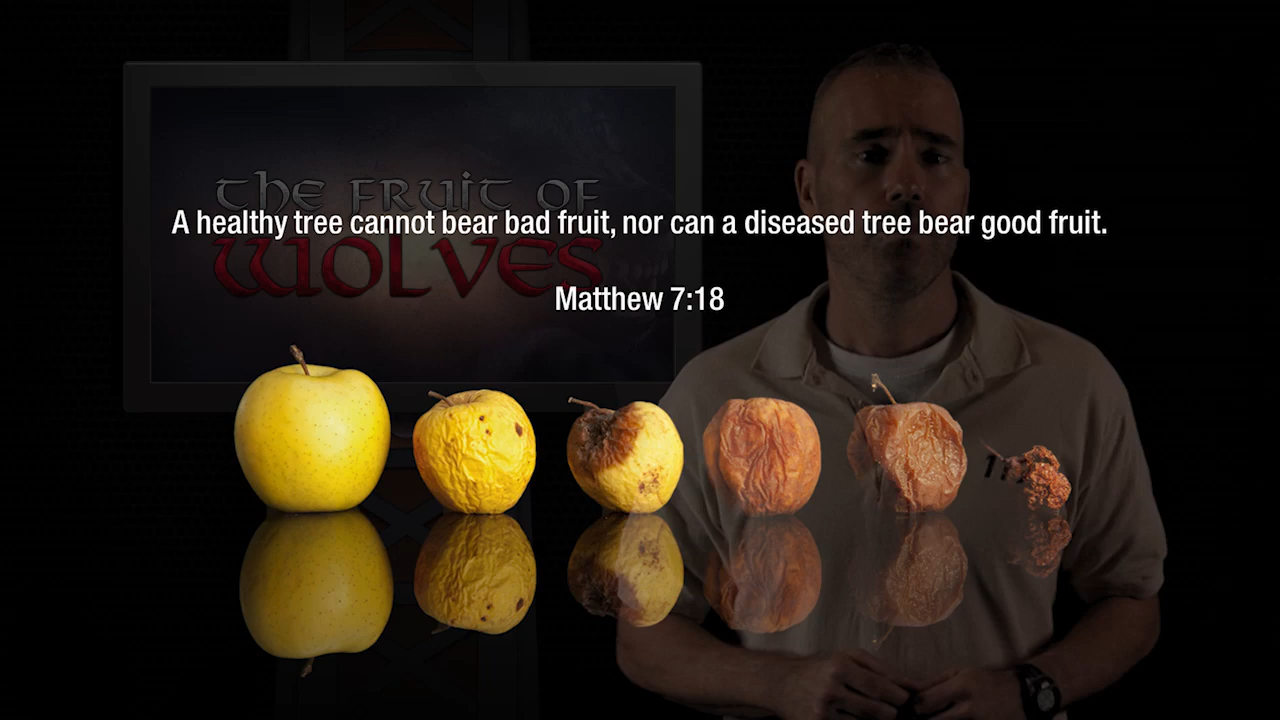 THE FRUIT OF
WOLVES
A healthy tree cannot bear bad fruit, nor can a diseased tree bear good fruit.
Matthew 7:18